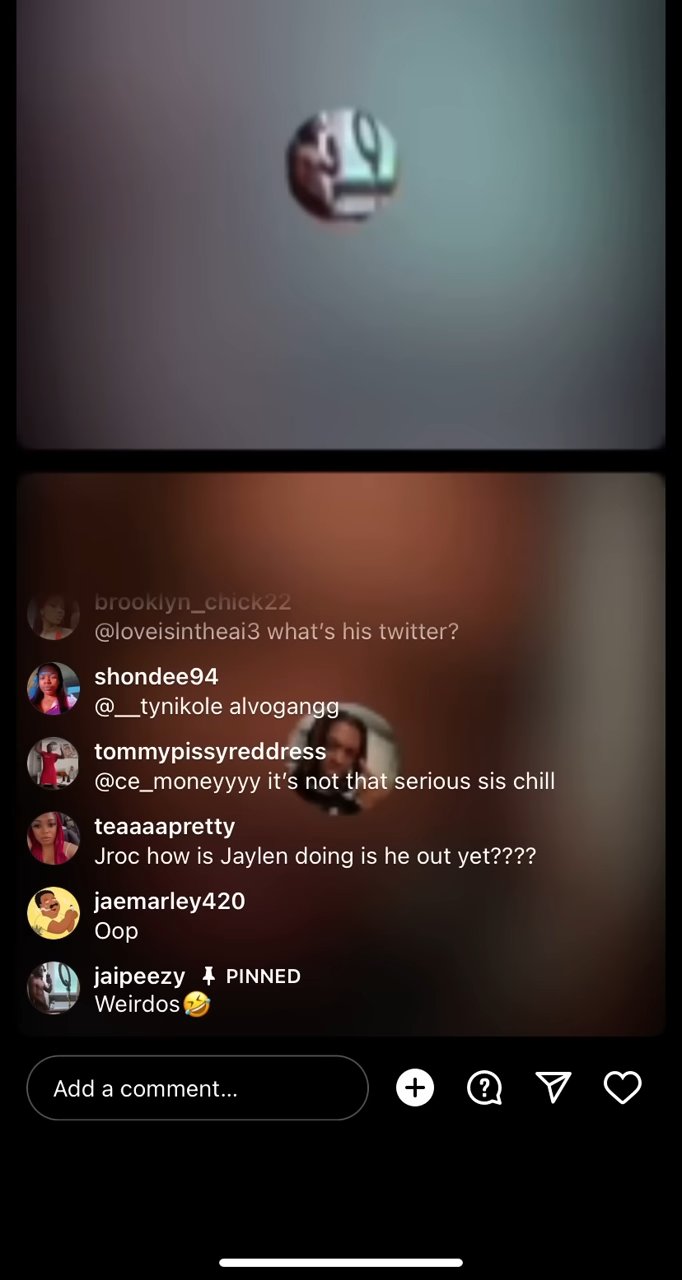 brooklyn_chick22
@loveisintheai3 what’s his twitter?
shondee94
@__tynikole alvogangg
tommypissyreddress
@ce_moneyyyy it’s not that serious sis chill
teaaaapretty
Jroc how is Jaylen doing is he out yet????
jaemarley420
Oop
jaipeezy PINNED
Weirdos🤣
Add a comment...